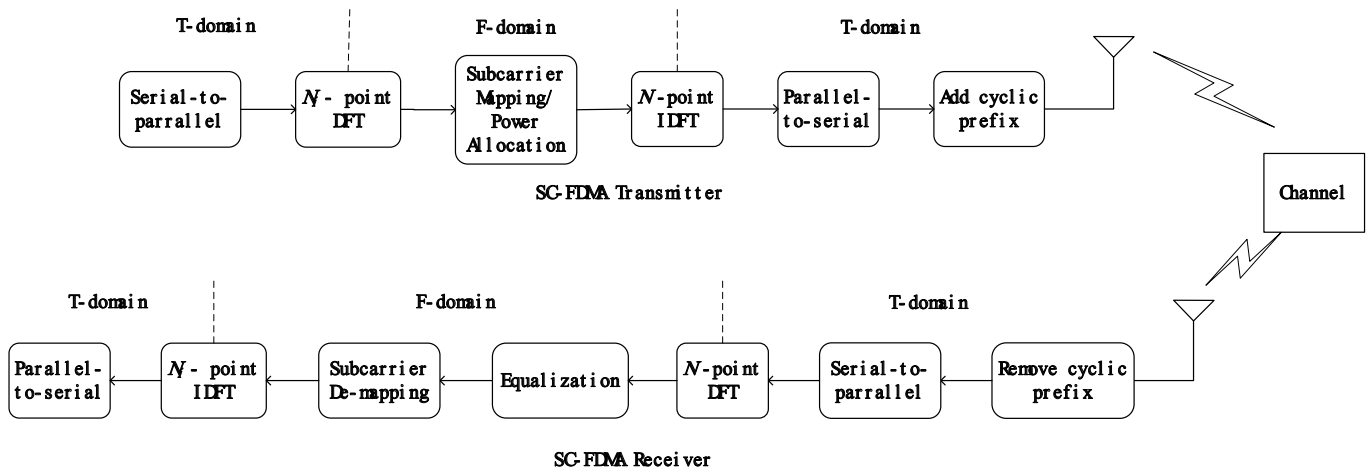 T-domain
F-domain
T-domain
Serial-to-
parrallel
N_i- point
DFT
Subcarrier
Mapping/
Power
Allocation
N-point
IDFT
Parallel
-to-serial
Add cyclic
prefix
SC-FDMA Transmitter
Channel
T-domain
F-domain
T-domain
Parallel-
to-serial
N_i- point
IDFT
Subcarrier
De-mapping
Equalization
N-point
DFT
Serial-to-
parrallel
Remove cyclic
prefix
SC-FDMA Receiver